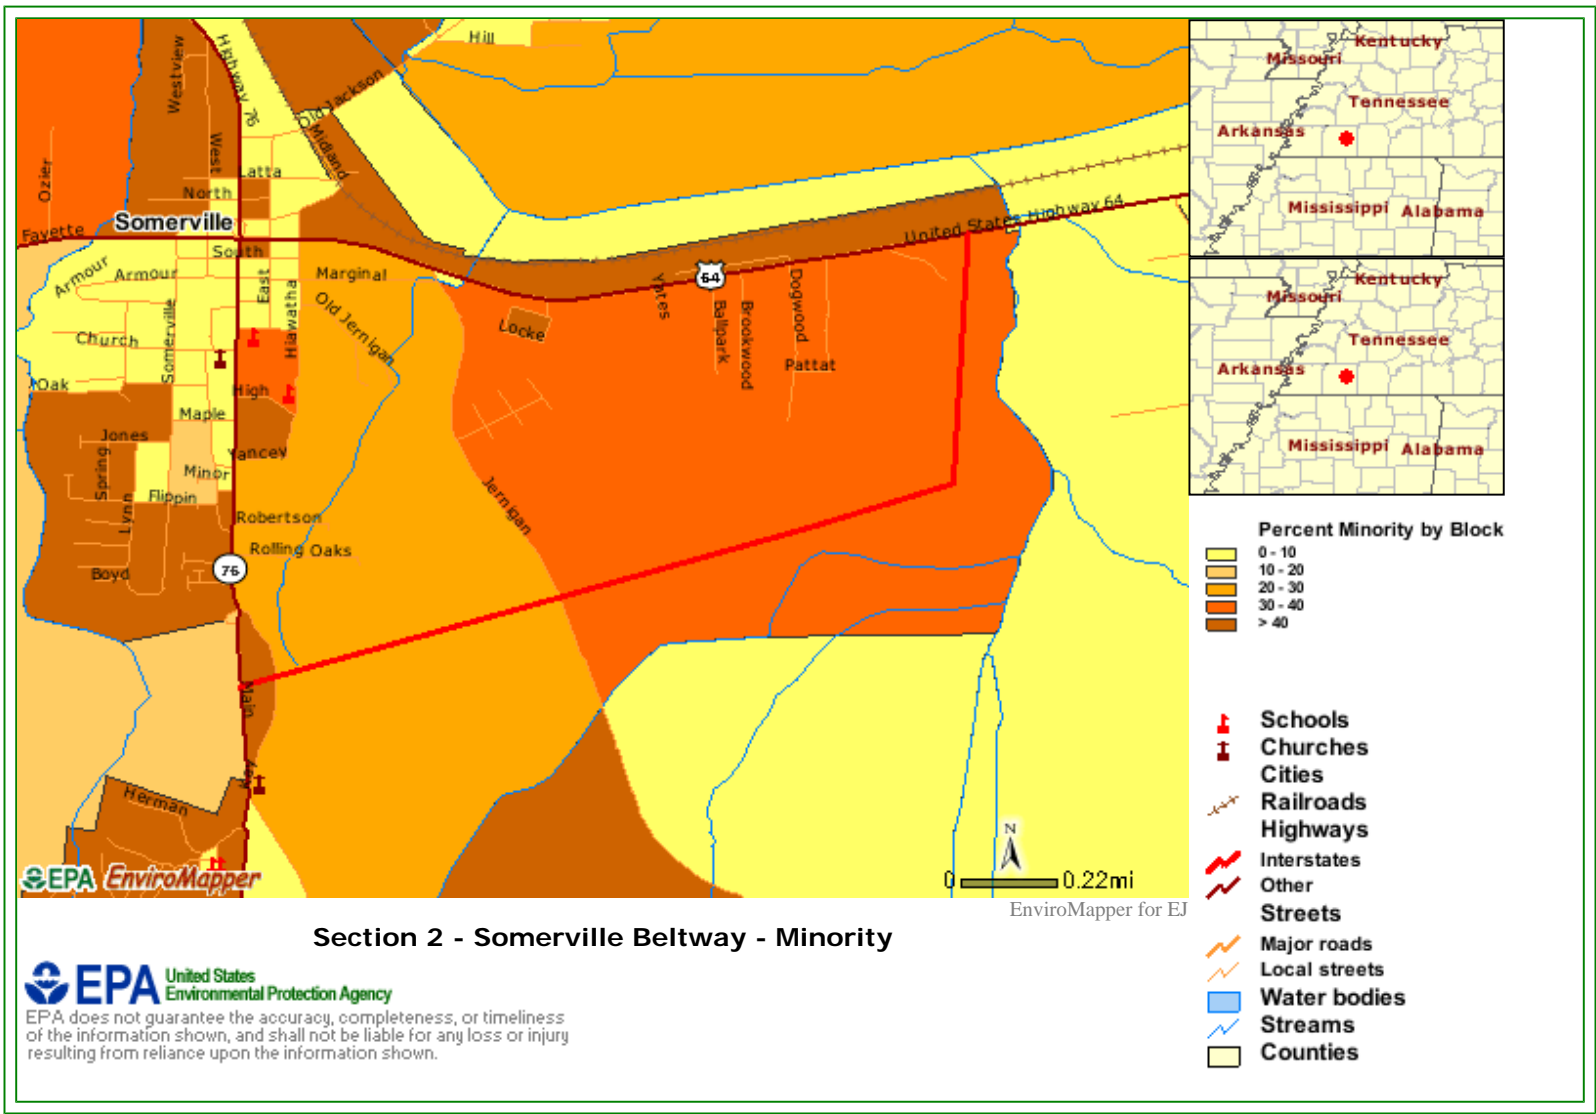 Hill
Westview
Highway 76
Old Jackson
Midland
West
Ozier
Latta
North
Somerville
Fayette
South
United States Highway 64
Armour
Armour
East
Marginal
64
Yates
Dogwood
Hiawatha
Old Jernigan
Somerville
Locke
Ballpark
Brookwood
Church
Pattat
Oak
High
Maple
Jones
Yancey
Spring
Minor
Flippin
Lynn
Jernigan
Robertson
Rolling Oaks
Boyd
76
Main
Herman
N
0 0.22mi
EPA EnviroMapper
EnviroMapper for EJ
Section 2 - Somerville Beltway - Minority
EPA United States
Environmental Protection Agency
EPA does not guarantee the accuracy, completeness, or timeliness
of the information shown, and shall not be liable for any loss or injury
resulting from reliance upon the information shown.
Kentucky
Missouri
Tennessee
Arkansas
Mississippi Alabama
Kentucky
Missouri
Tennessee
Arkansas
Mississippi Alabama
Percent Minority by Block
0 - 10
10 - 20
20 - 30
30 - 40
> 40
Schools
Churches
Cities
Railroads
Highways
Interstates
Other
Streets
Major roads
Local streets
Water bodies
Streams
Counties